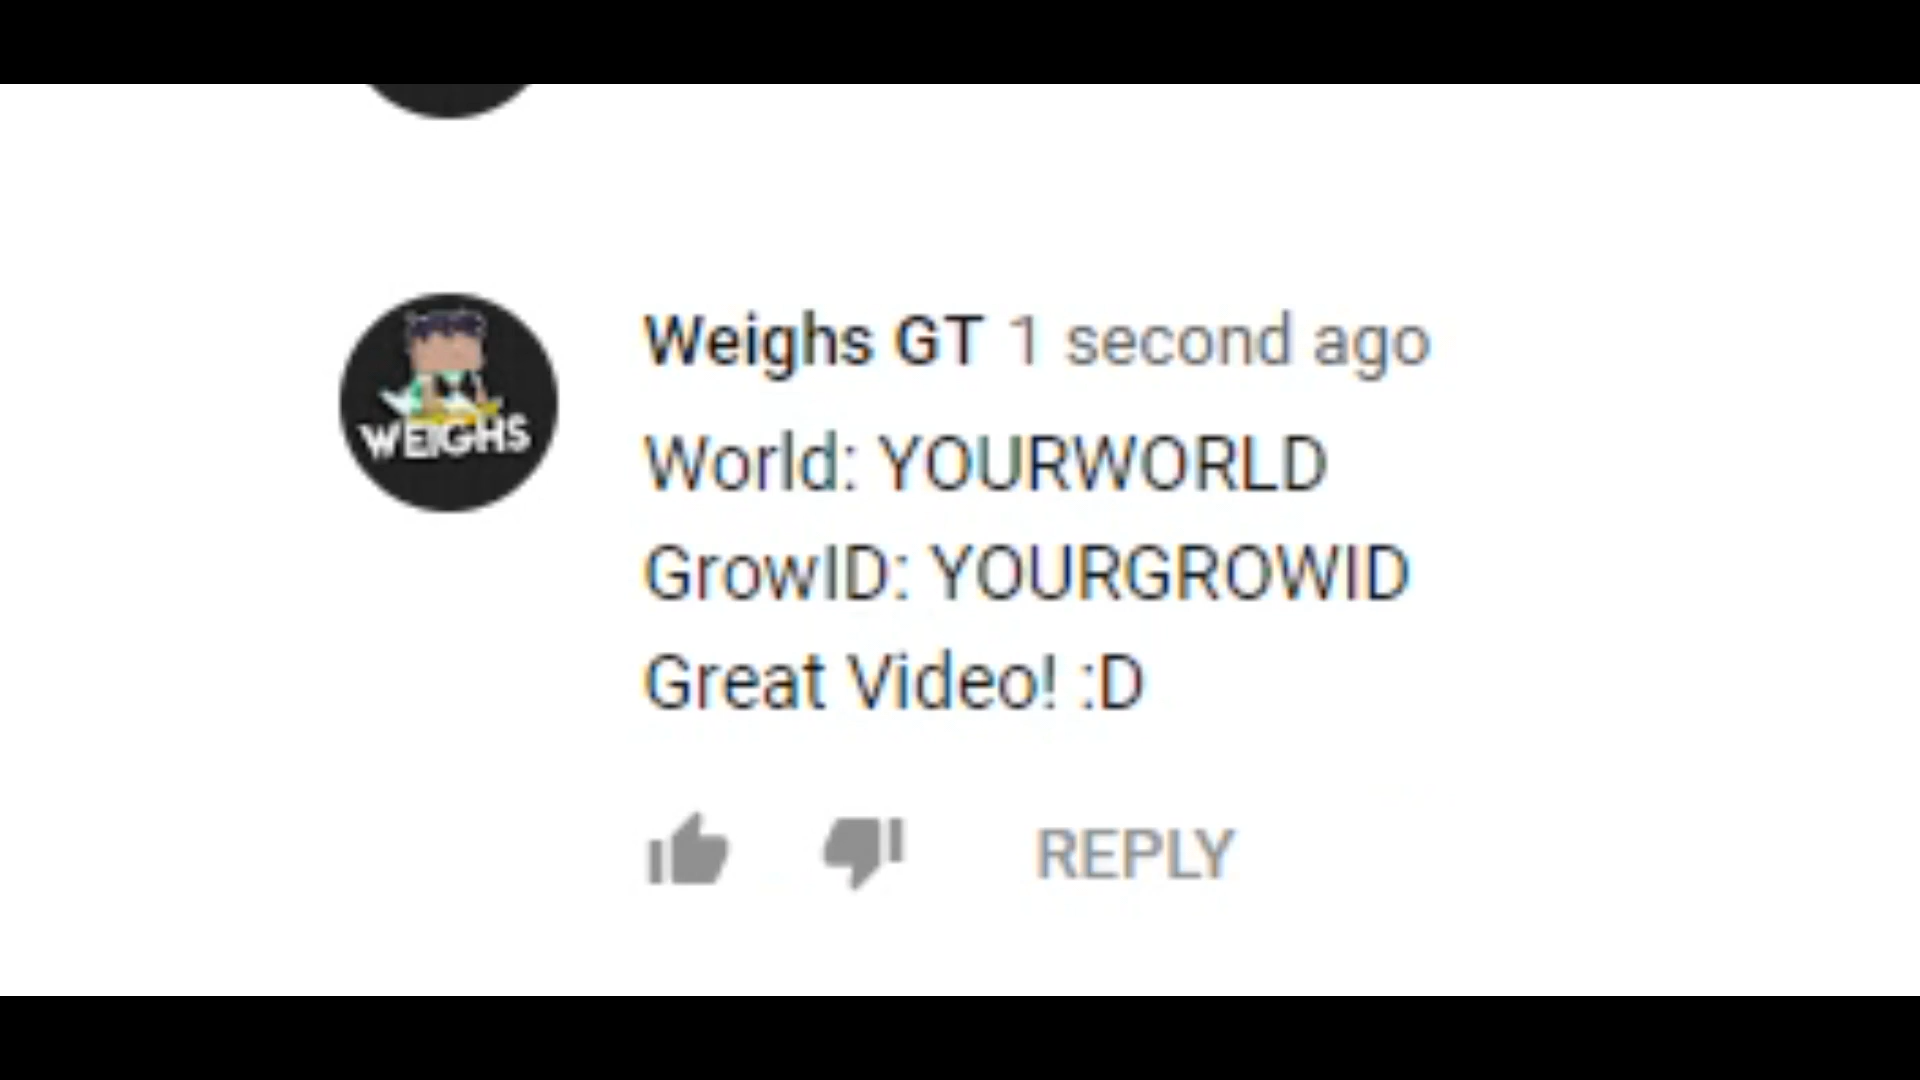 WEIGHS
Weighs GT 1 second ago
World: YOURWORLD
GrowID: YOURGROWID
Great Video! :D
REPLY